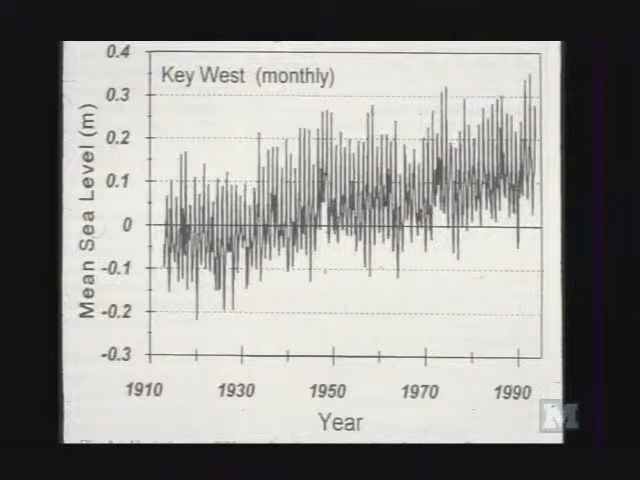 0.4
Key West (monthly)
0.3
0.2
0.1
0
-0.1
-0.2
-0.3
Mean Sea Level (m)
1910 1930 1950 1970 1990
Year
M